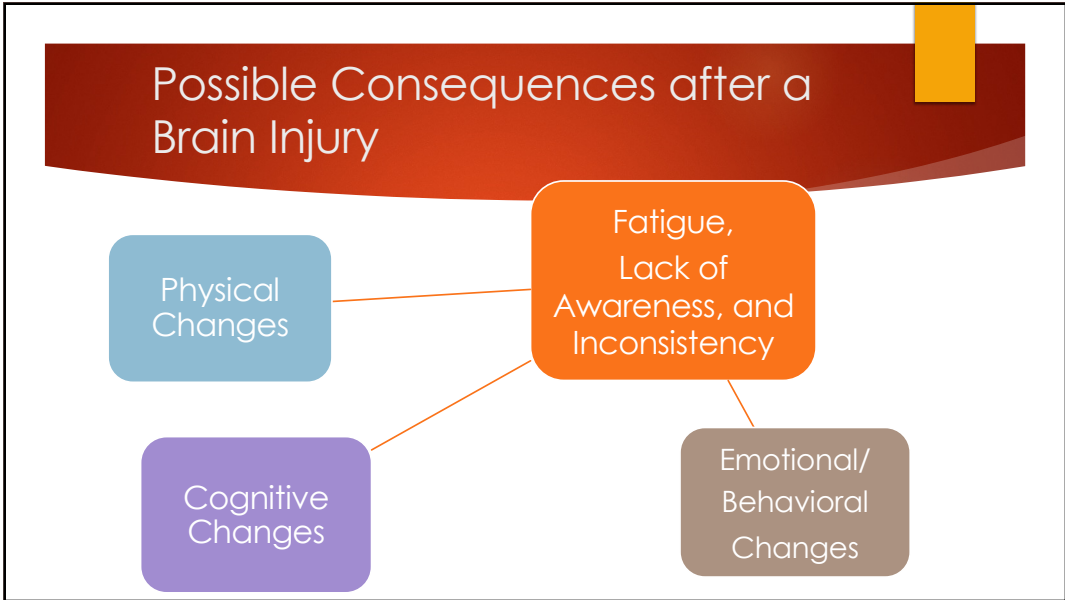 Possible Consequences after a
Brain Injury
Fatigue,
Lack of
Awareness, and
Inconsistency
Physical
Changes
Cognitive
Changes
Emotional/
Behavioral
Changes